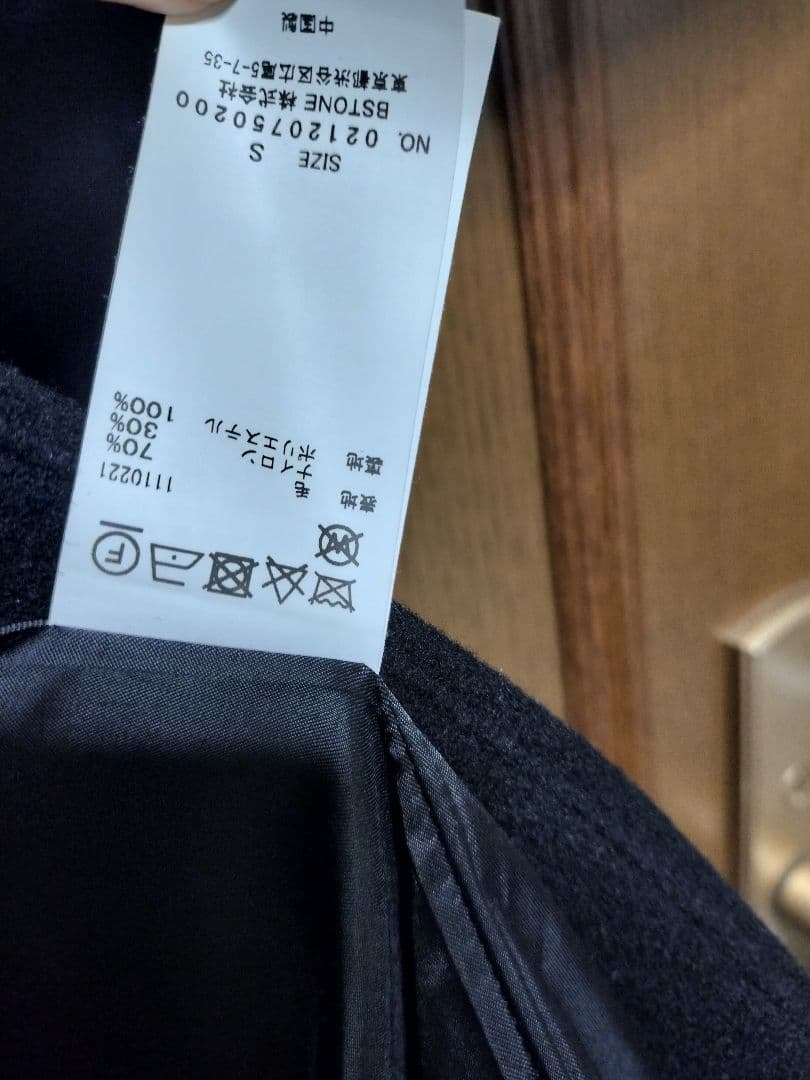 F
W
1110221
表地 毛 70%
ナイロン 30%
裏地 ポリエステル 100%
SIZE S
NO. 02120750200
BSTONE 株式会社
東京都渋谷区広尾5-7-35
中国製